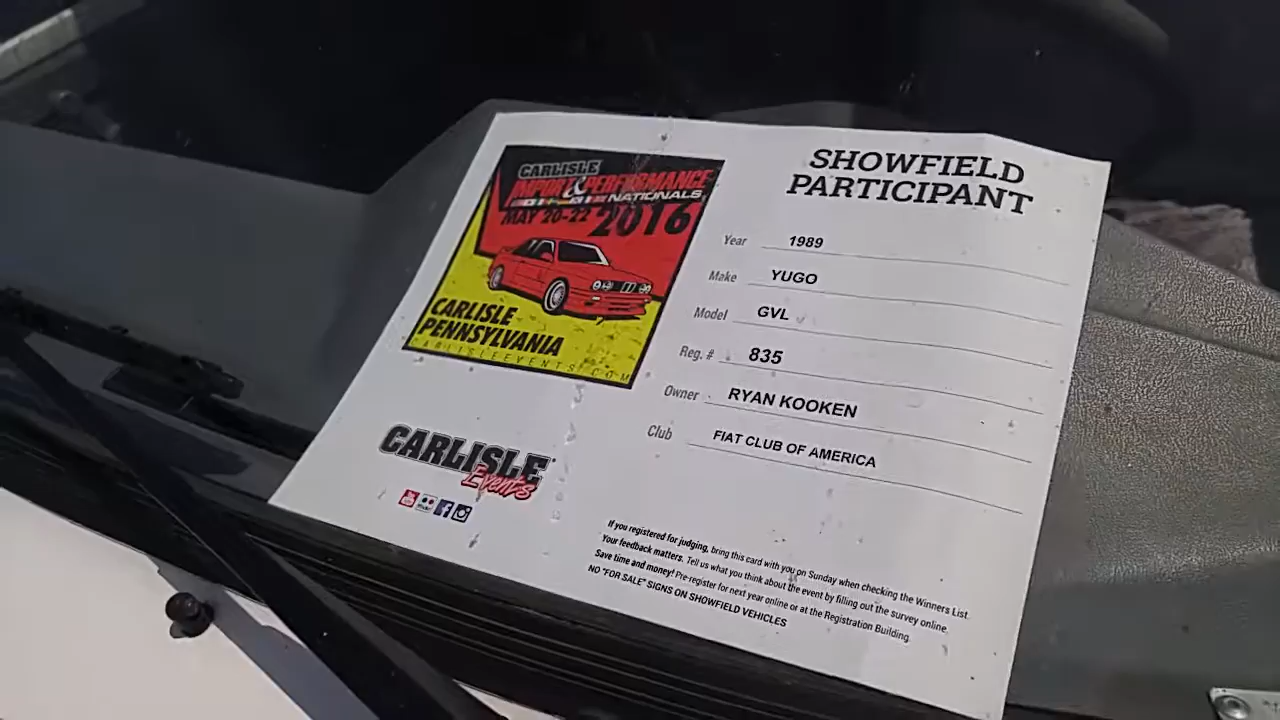 CARLISLE
IMPORT & PERFORMANCE
NATIONALS
MAY 20-22 2016
CARLISLE
PENNSYLVANIA
CARLISLEEVENTS.COM
CARLISLE
Events
SHOWFIELD
PARTICIPANT
Year 1989
Make YUGO
Model GVL
Reg. # 835
Owner RYAN KOOKEN
Club FIAT CLUB OF AMERICA
If you registered for judging, bring this card with you on Sunday when checking the Winners List.
Your feedback matters. Tell us what you think about the event by filling out the survey online.
Save time and money! Pre-register for next year online or at the Registration Building.
NO "FOR SALE" SIGNS ON SHOWFIELD VEHICLES